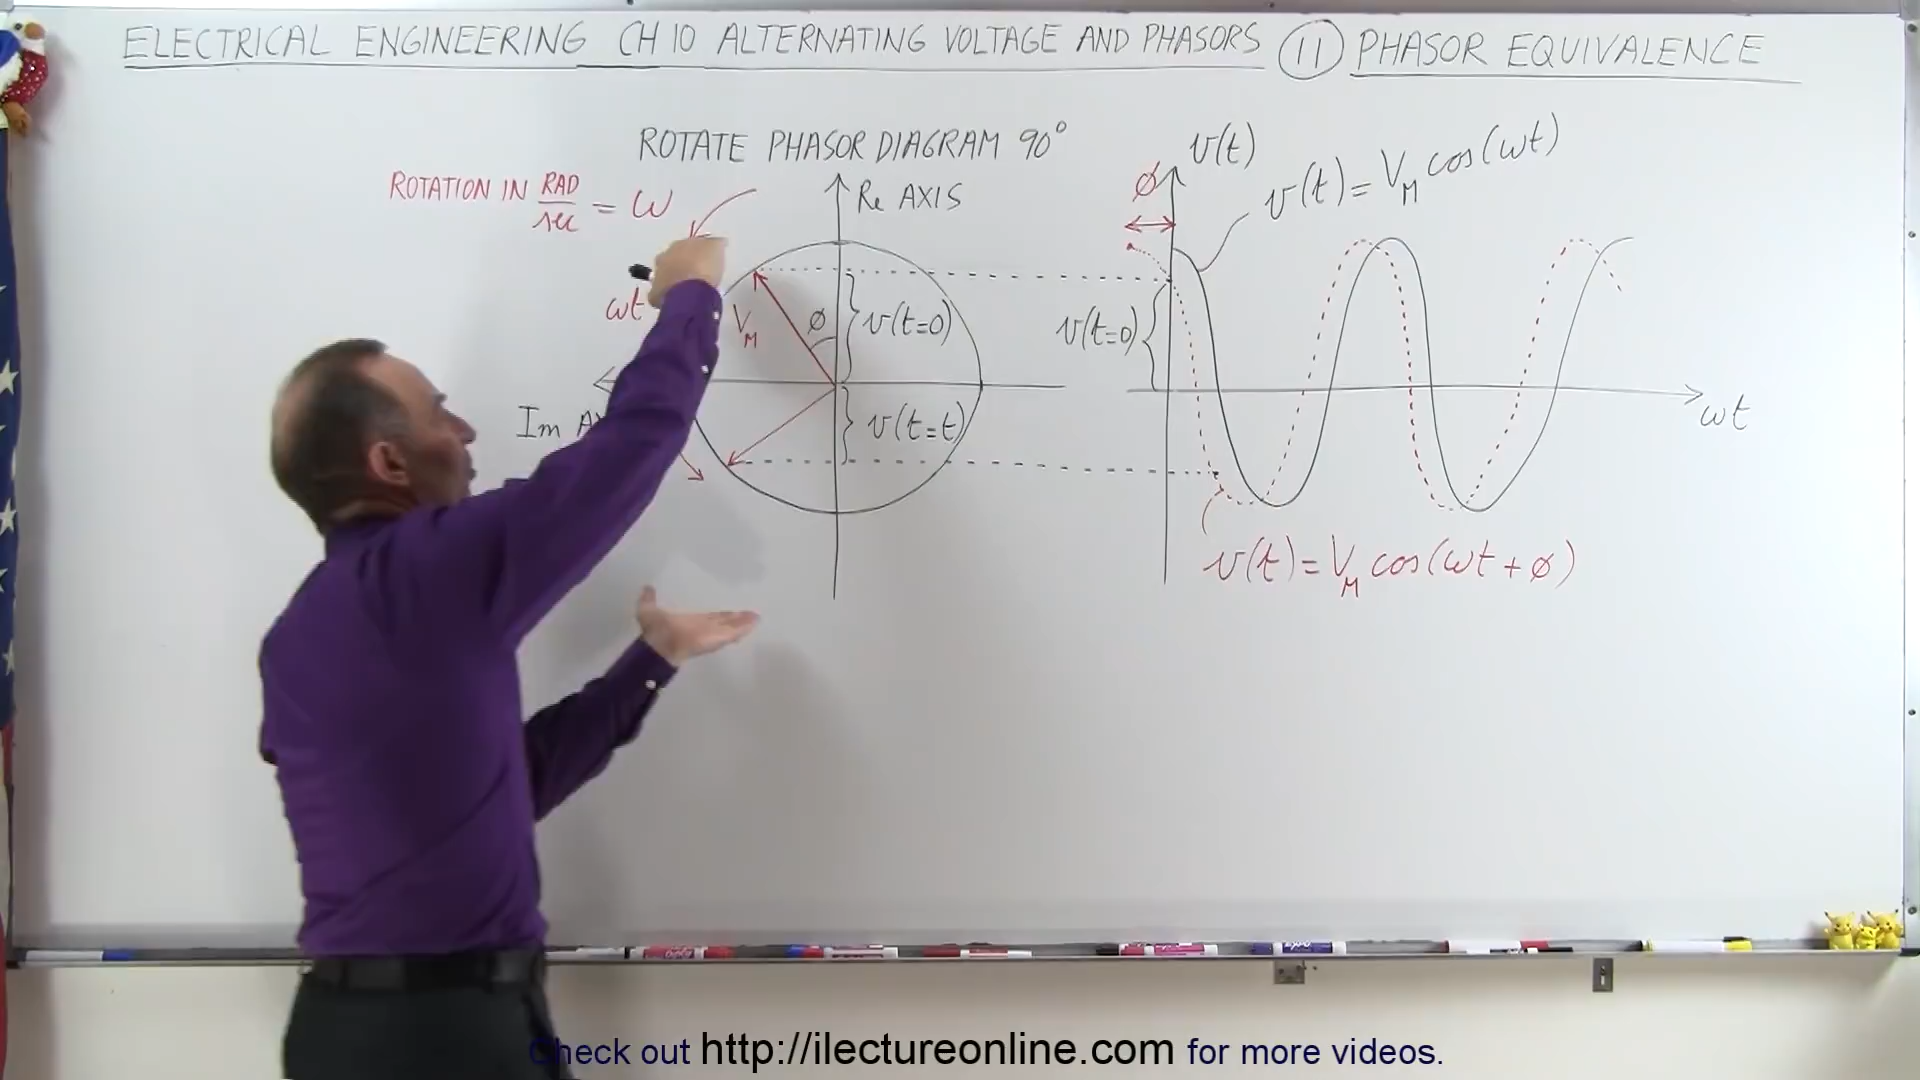 ELECTRICAL ENGINEERING CH 10 ALTERNATING VOLTAGE AND PHASORS 11 PHASOR EQUIVALENCE
ROTATE PHASOR DIAGRAM 90°
ROTATION IN RAD/sec = ω
Re AXIS
ϕ
v(t)
v(t) = V_M cos(ωt)
ωt
V_M
ϕ
v(t=0)
v(t=0)
Im
v(t=t)
ωt
v(t) = V_M cos(ωt + ϕ)
EXPO
Check out http://ilectureonline.com for more videos.